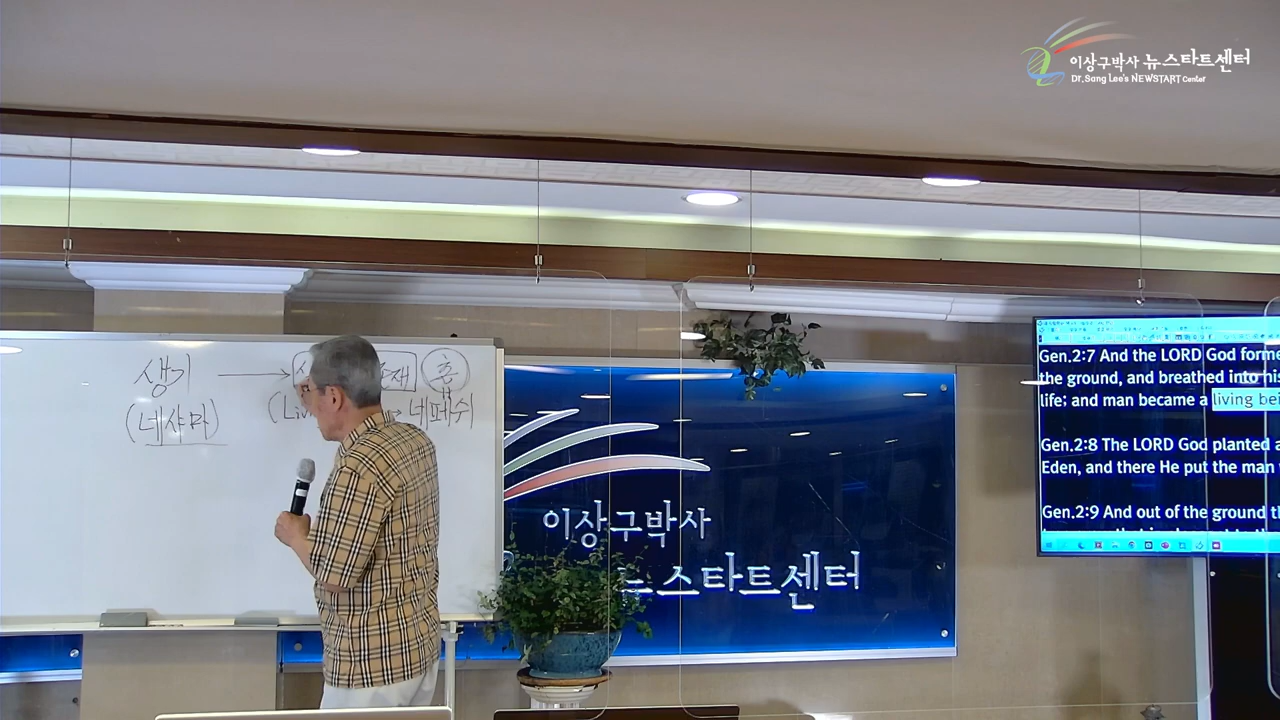 이상구박사 뉴스타트센터
Dr. Sang Lee's NEWSTART Center
생기 존재 혼
(네샤마) (Liv 네페쉬
Gen.2:7 And the LORD God forme
the ground, and breathed into his
life; and man became a living bei
Gen.2:8 The LORD God planted a
Eden, and there He put the man
Gen.2:9 And out of the ground th
이상구박사
뉴스타트센터